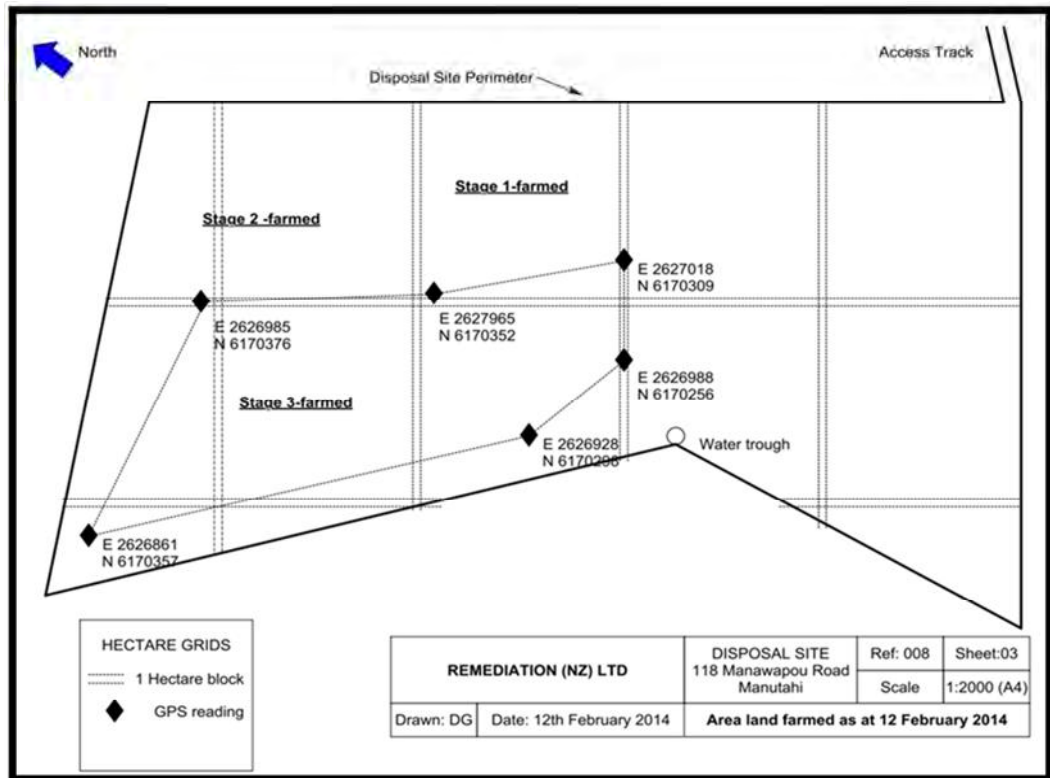 North
Access Track
Disposal Site Perimeter
Stage 1-farmed
Stage 2 -farmed
E 2627018
N 6170309
E 2626985
N 6170376
E 2627965
N 6170352
E 2626988
N 6170256
Stage 3-farmed
E 2626928
N 6170298
Water trough
E 2626861
N 6170357
HECTARE GRIDS
1 Hectare block
GPS reading
REMEDIATION (NZ) LTD
DISPOSAL SITE
118 Manawapou Road
Manutahi
Ref: 008
Sheet:03
Scale
1:2000 (A4)
Drawn: DG
Date: 12th February 2014
Area land farmed as at 12 February 2014